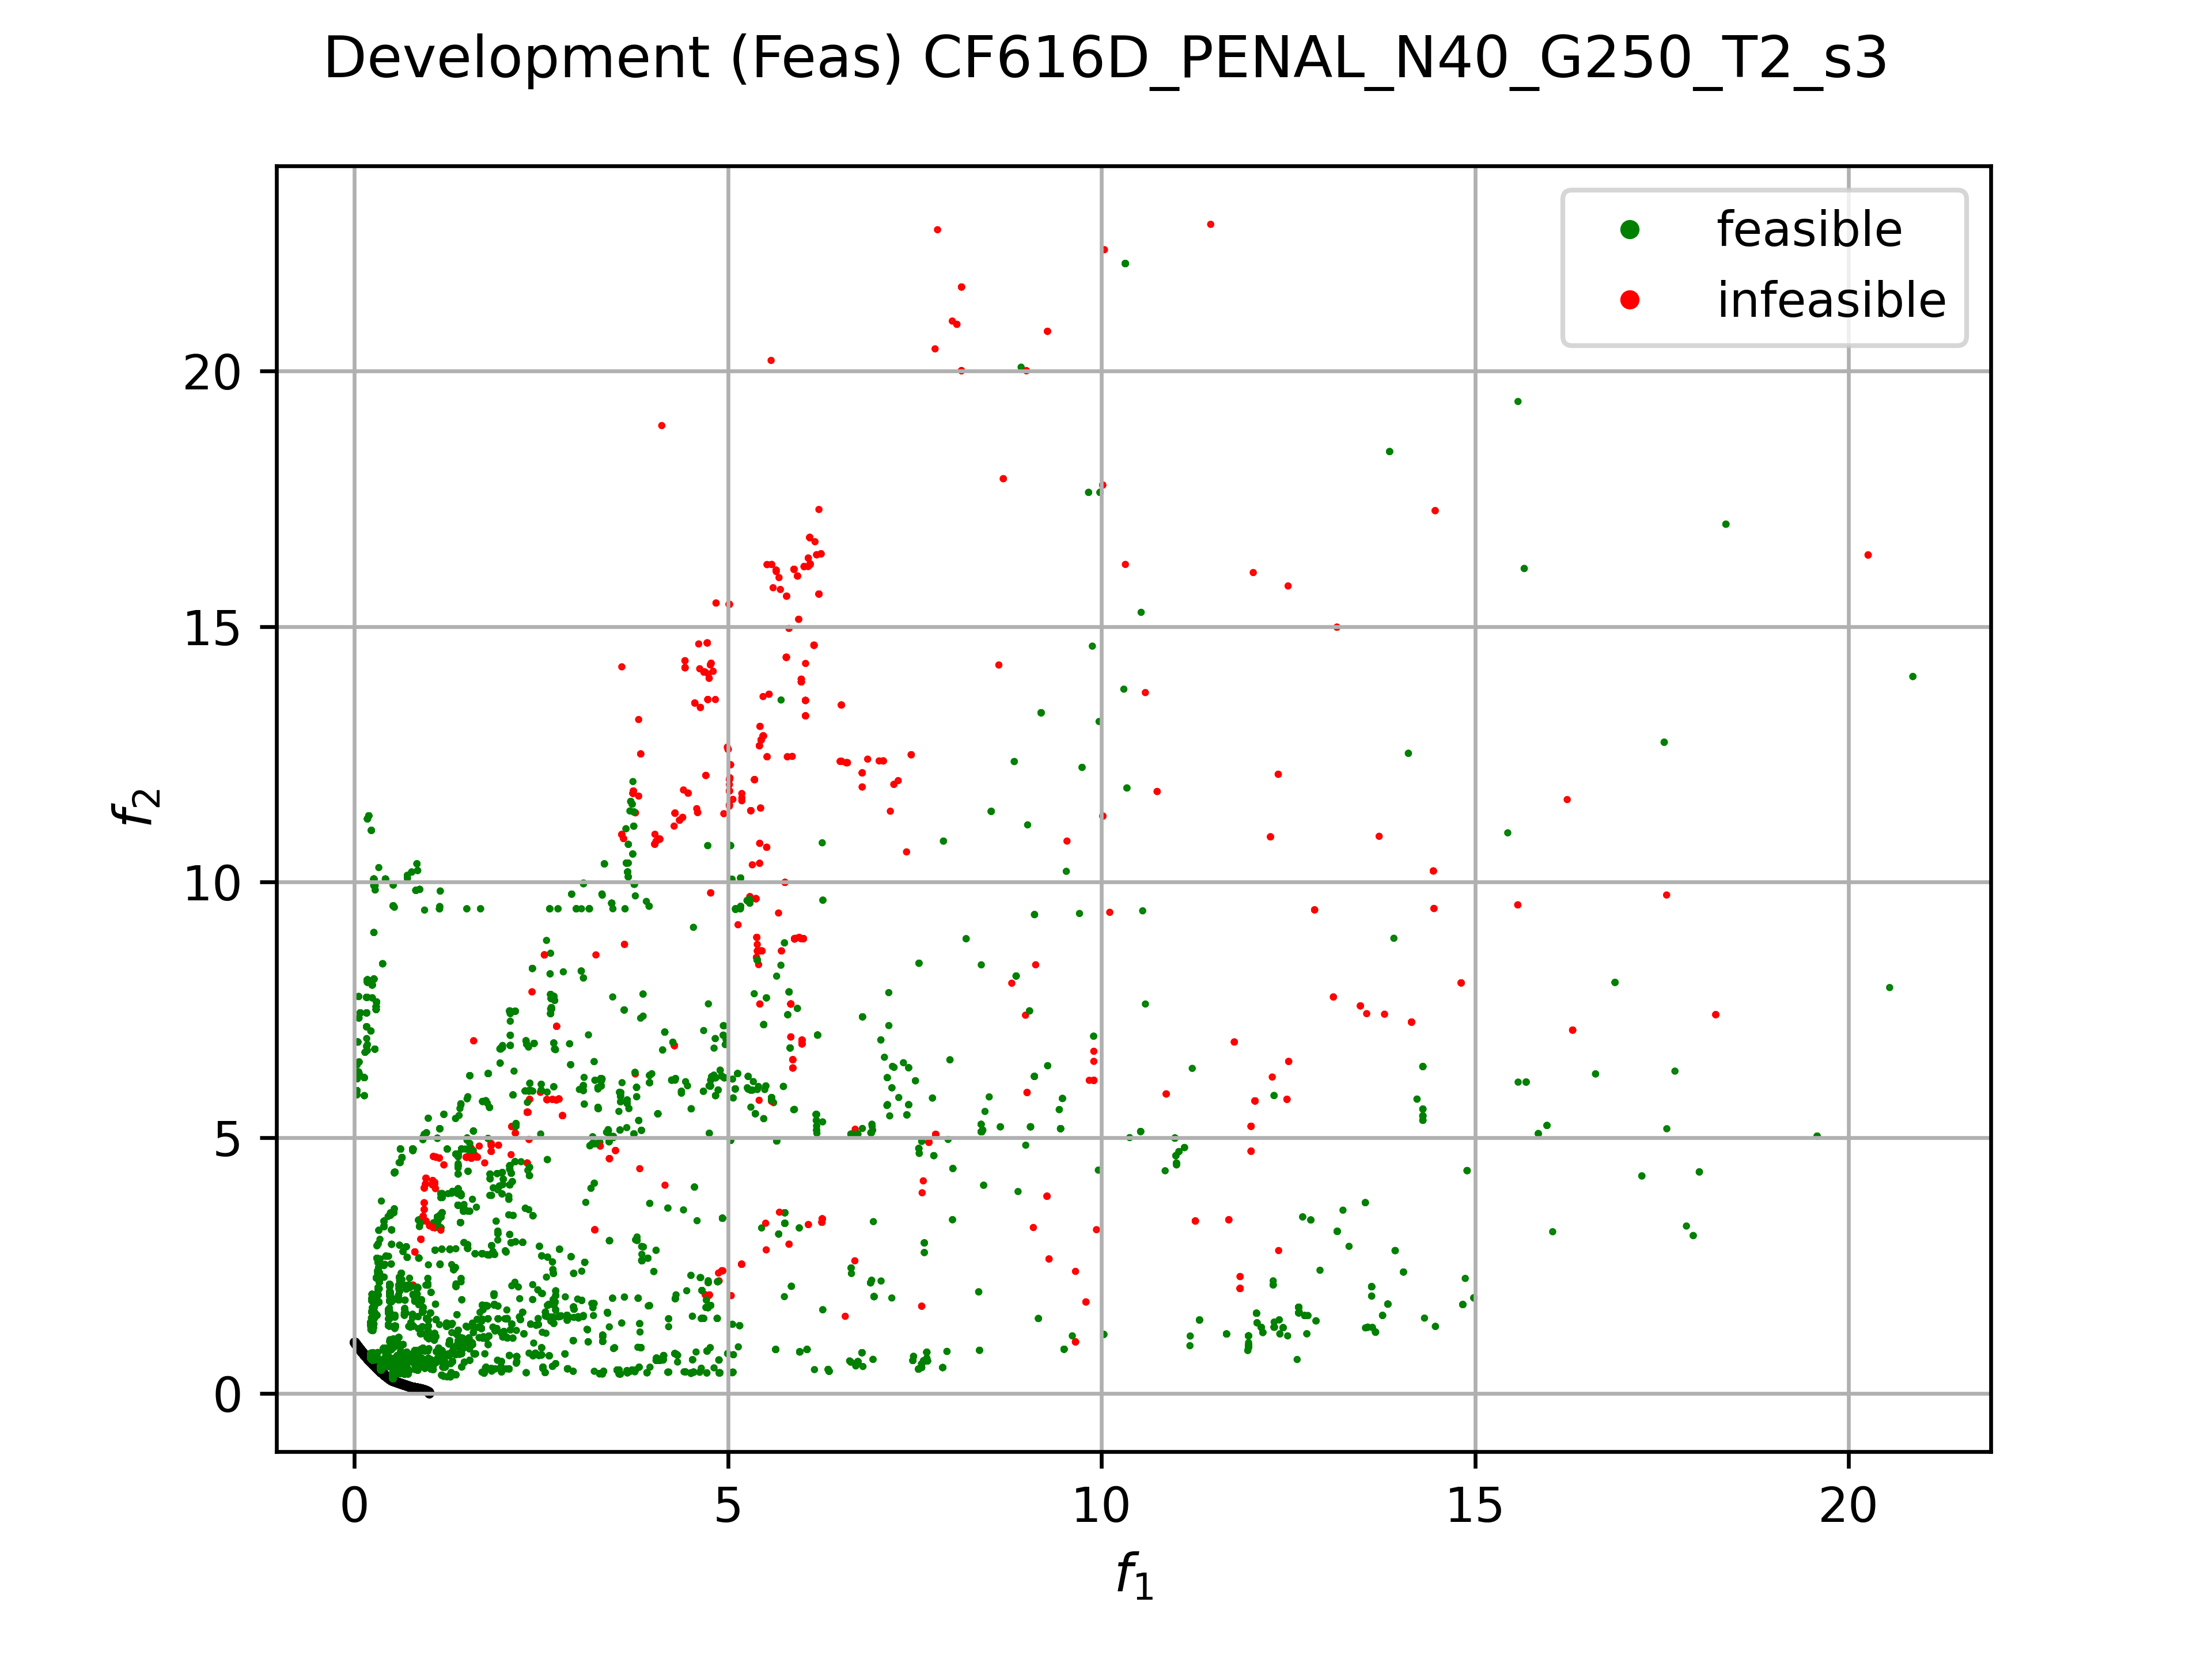 Development (Feas) CF616D_PENAL_N40_G250_T2_s3
feasible
infeasible
20
15
10
5
0
f2
0 5 10 15 20
f1